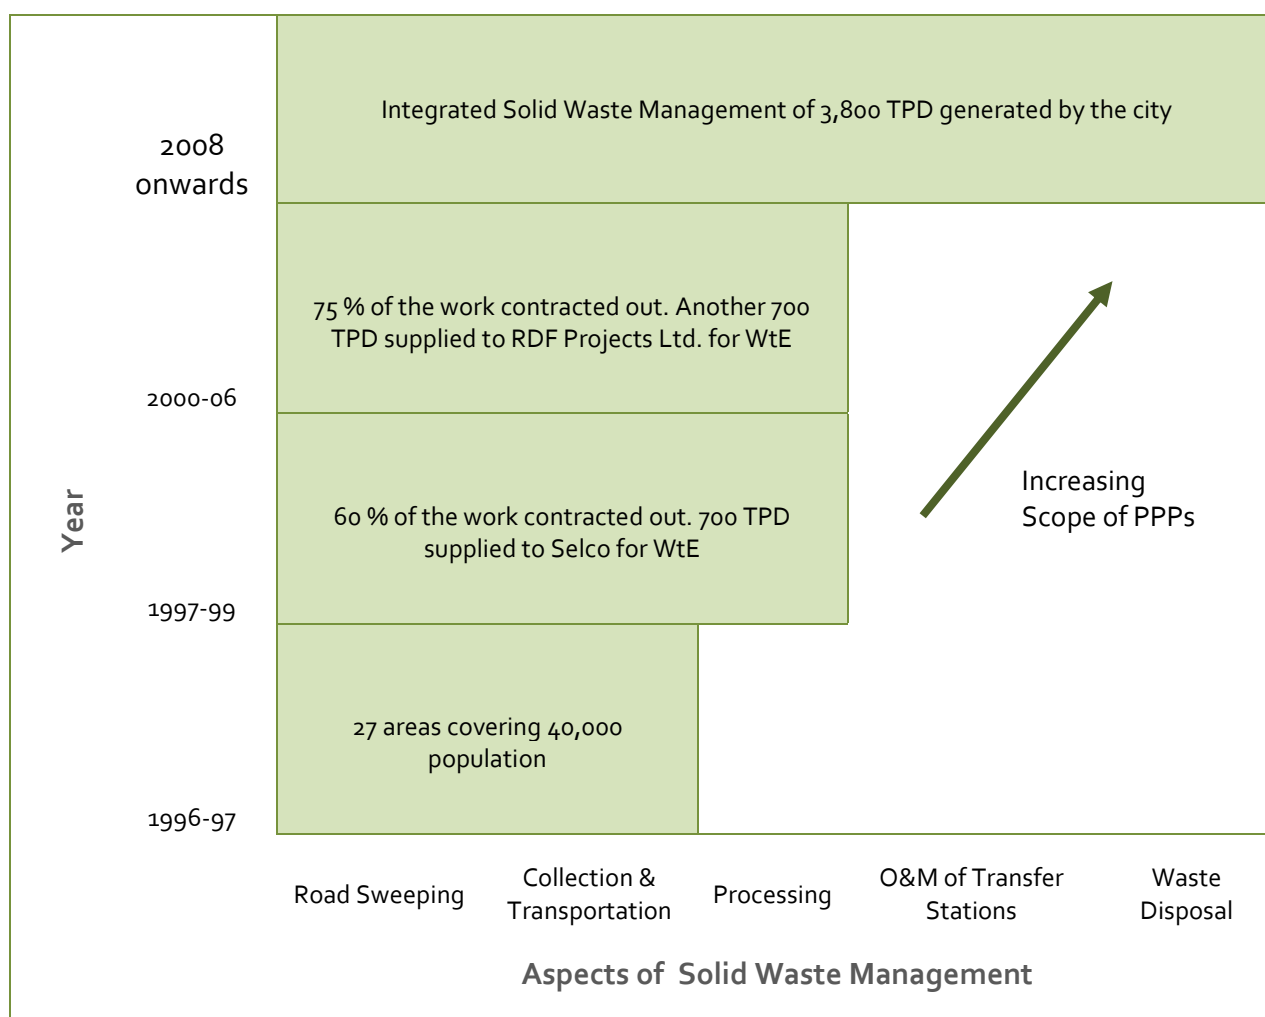 Integrated Solid Waste Management of 3,800 TPD generated by the city
2008
onwards
75 % of the work contracted out. Another 700
TPD supplied to RDF Projects Ltd. for WtE
2000-06
60 % of the work contracted out. 700 TPD
supplied to Selco for WtE
Increasing
Scope of PPPs
Year
1997-99
27 areas covering 40,000
population
1996-97
Road Sweeping
Collection &
Transportation
Processing
O&M of Transfer
Stations
Waste
Disposal
Aspects of Solid Waste Management